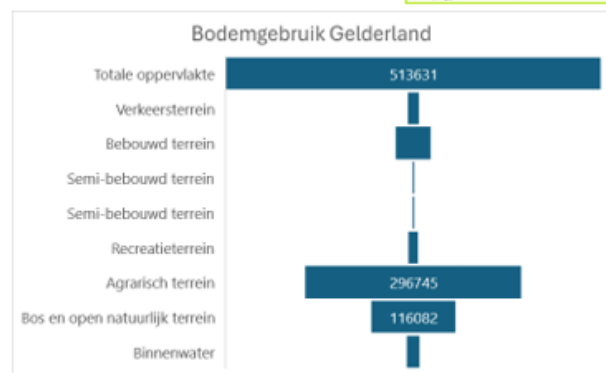 Bodemgebruik Gelderland
Totale oppervlakte 513631
Verkeersterrein
Bebouwd terrein
Semi-bebouwd terrein
Semi-bebouwd terrein
Recreatieterrein
Agrarisch terrein 296745
Bos en open natuurlijk terrein 116082
Binnenwater